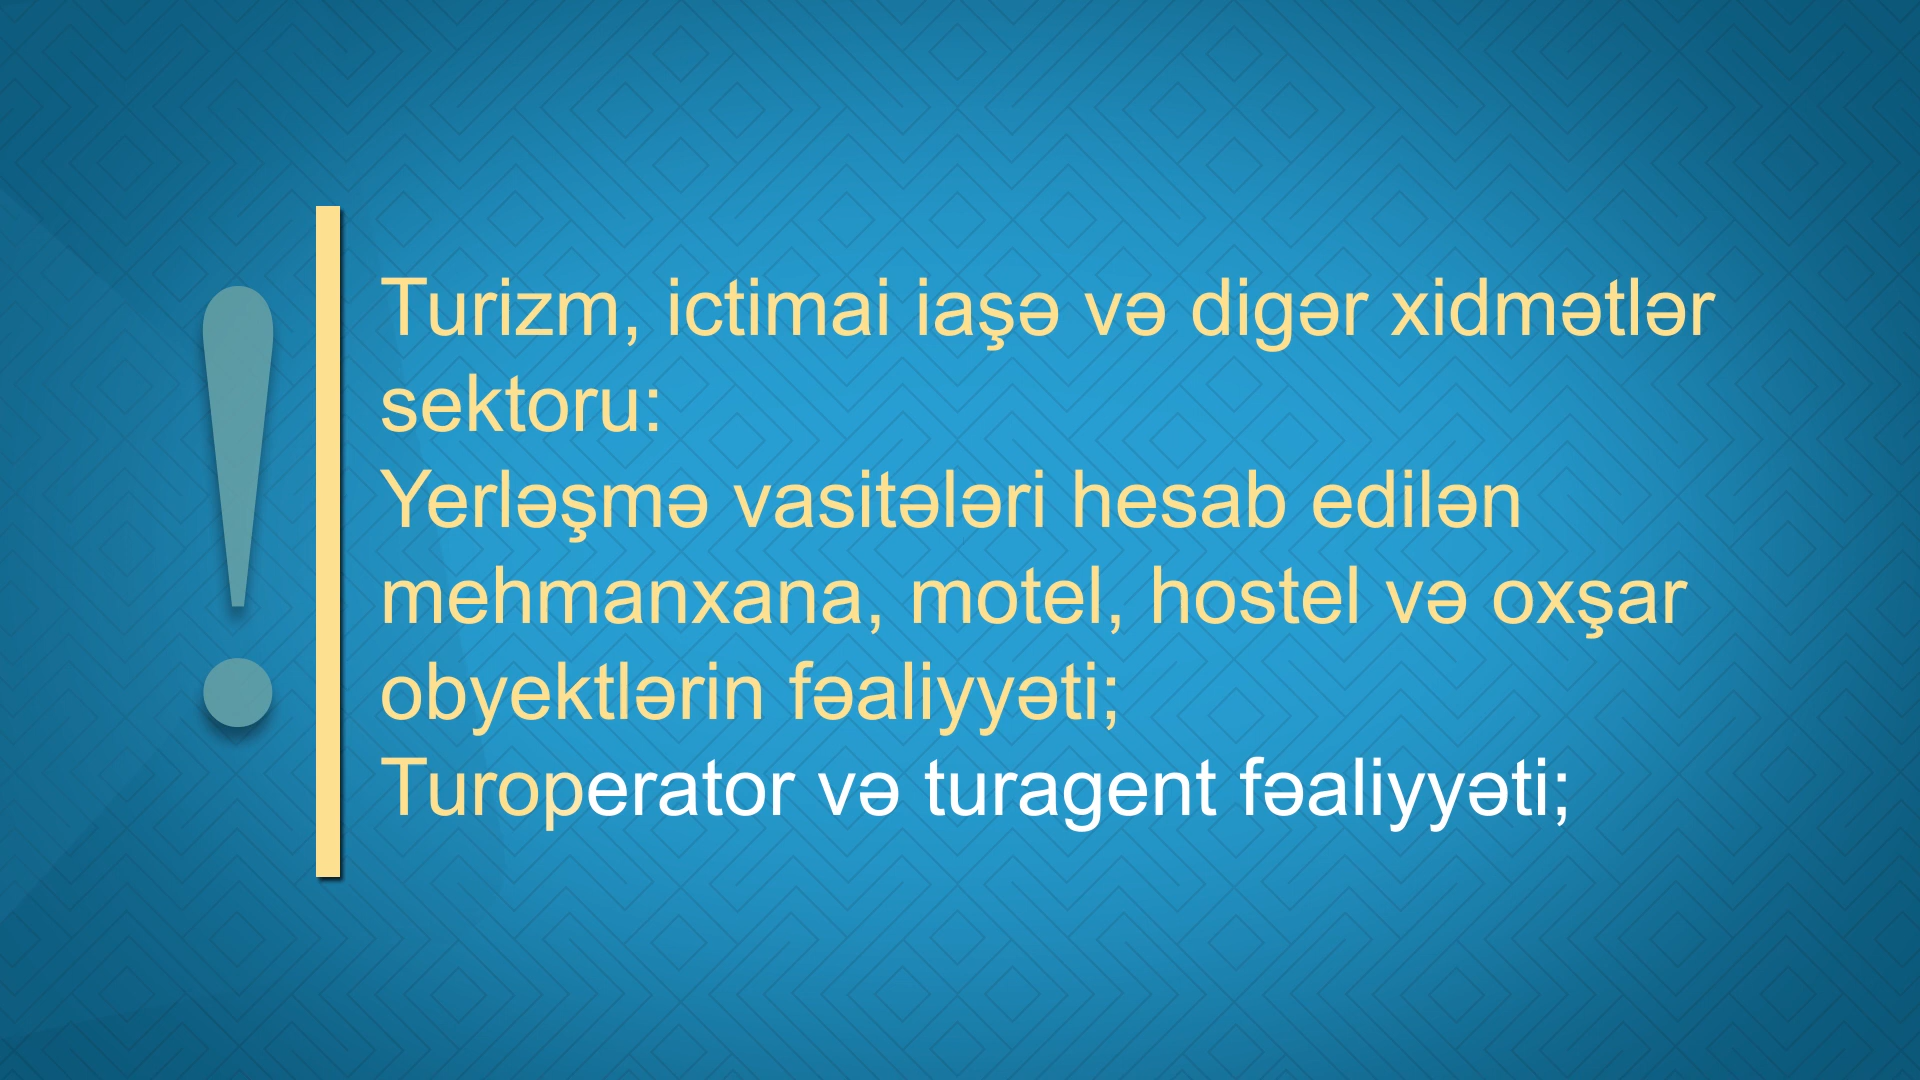 Turizm, ictimai iaşə və digər xidmətlər
sektoru:
Yerləşmə vasitələri hesab edilən
mehmanxana, motel, hostel və oxşar
obyektlərin fəaliyyəti;
Turoperator və turagent fəaliyyəti;